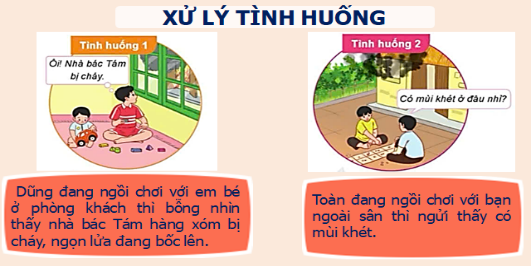 XỬ LÝ TÌNH HUỐNG
Tình huống 1
Ôi! Nhà bác Tám
bị cháy.
Dũng đang ngồi chơi với em bé
ở phòng khách thì bỗng nhìn
thấy nhà bác Tám hàng xóm bị
cháy, ngọn lửa đang bốc lên.
Tình huống 2
Có mùi khét ở đâu nhỉ?
Toàn đang ngồi chơi với bạn
ngoài sân thì ngửi thấy có
mùi khét.